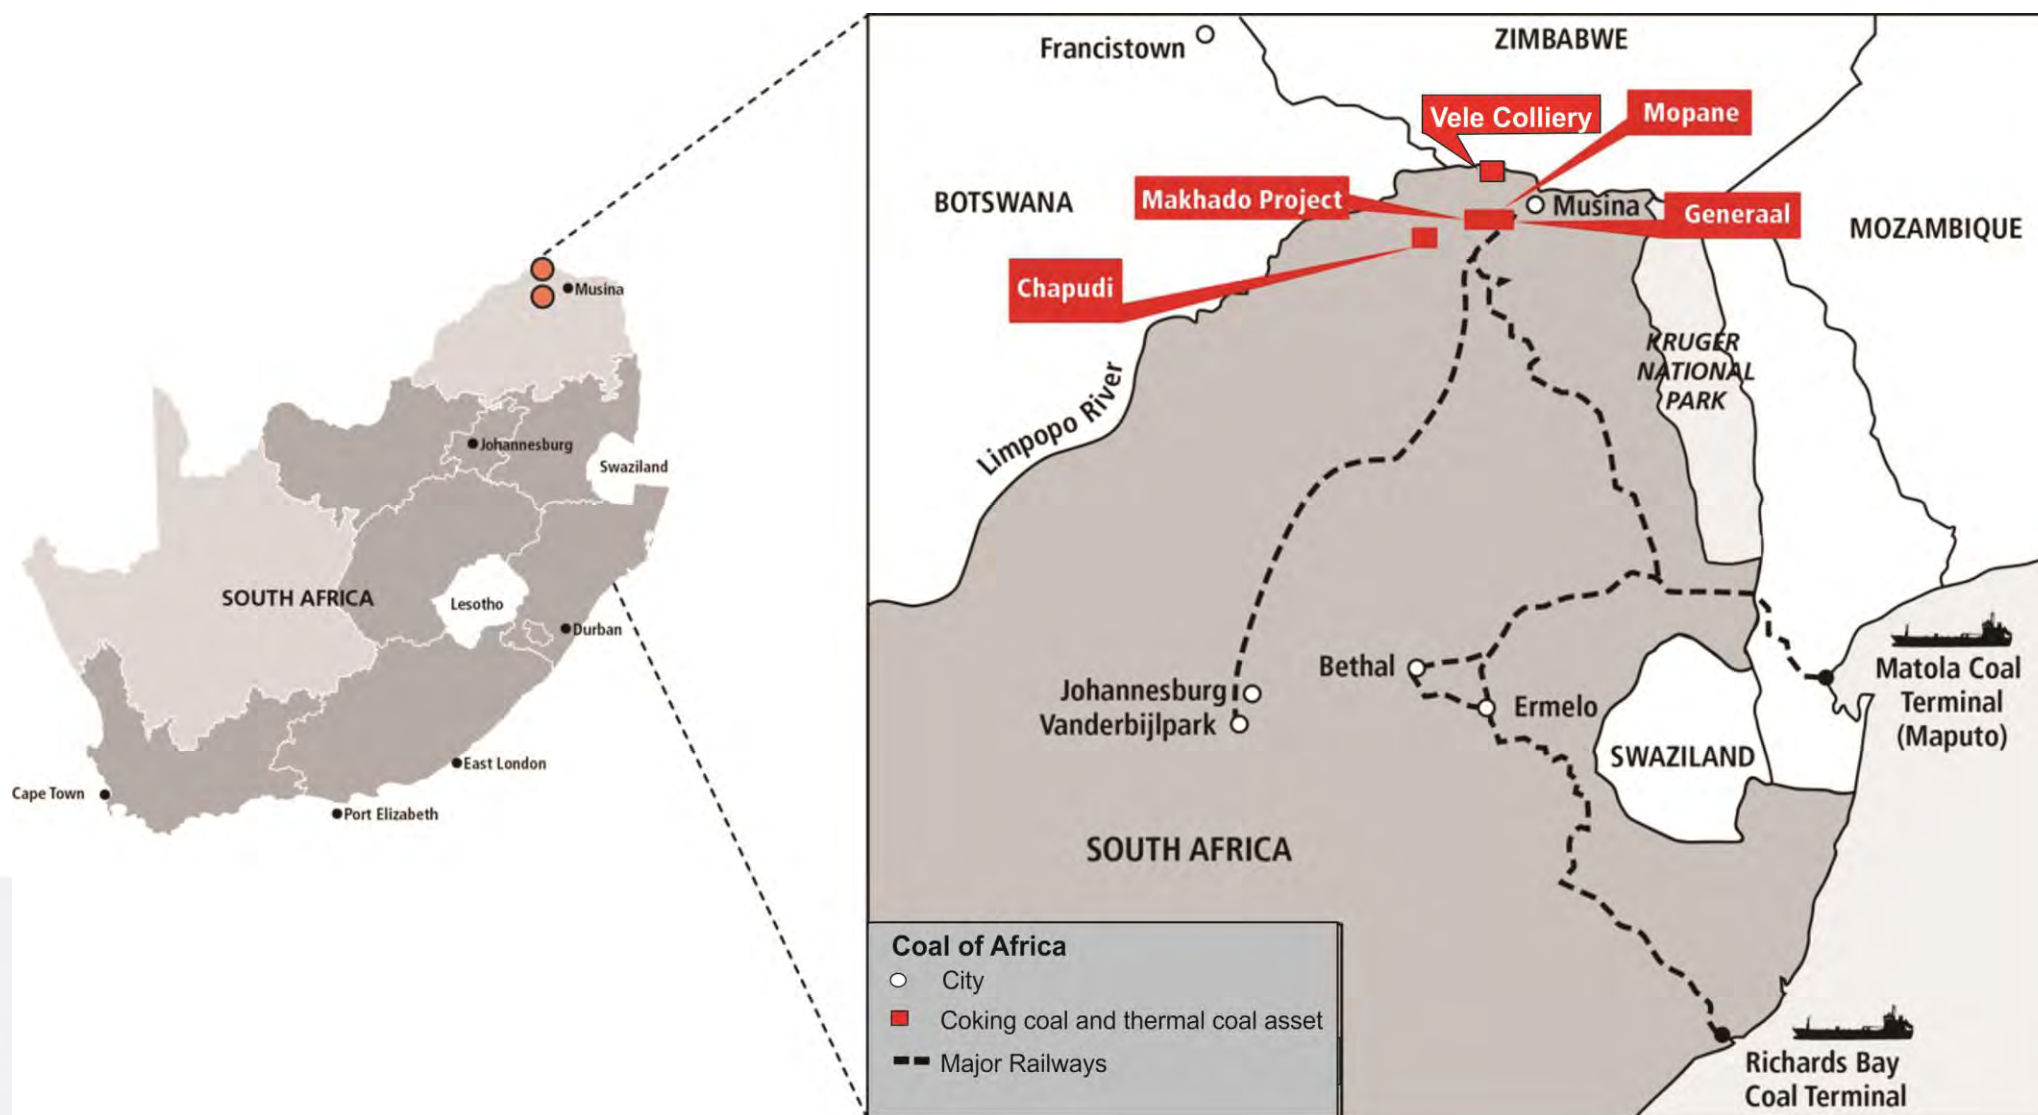 Musina
Johannesburg
Swaziland
SOUTH AFRICA
Lesotho
Durban
East London
Cape Town
Port Elizabeth
Francistown
ZIMBABWE
Vele Colliery
Mopane
BOTSWANA
Makhado Project
Musina
Generaal
MOZAMBIQUE
Chapudi
KRUGER
NATIONAL
PARK
Limpopo River
Bethal
Johannesburg
Vanderbijlpark
Ermelo
Matola Coal
Terminal
(Maputo)
SWAZILAND
SOUTH AFRICA
Coal of Africa
City
Coking coal and thermal coal asset
Major Railways
Richards Bay
Coal Terminal